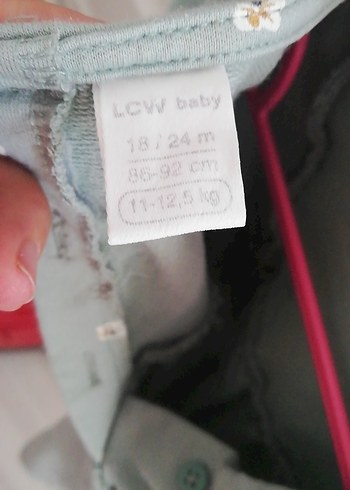 LCW baby
18 / 24 m
86-92 cm
11-12,5 kg